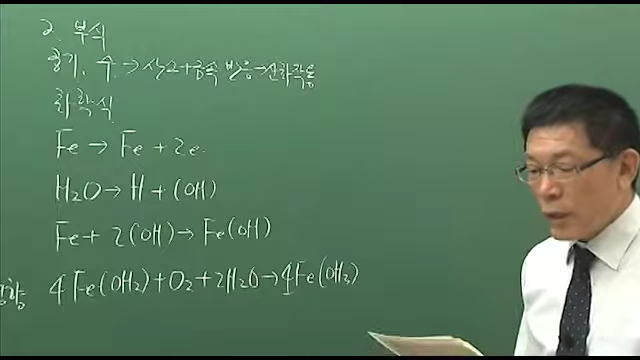 2. 부식
공기, 수 → 산소+금속 반응→산화작용
화학식
Fe → Fe + 2e
H₂O → H + (OH)
Fe + 2(OH) → Fe(OH)
4Fe(OH₂)+O₂+2H₂O→4Fe(OH₃)